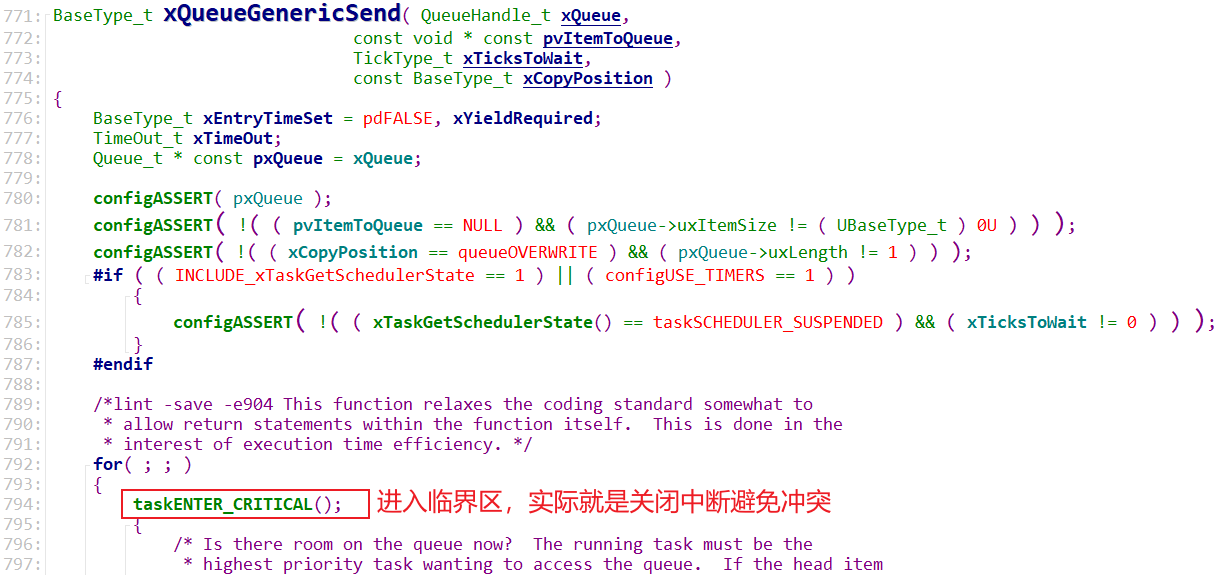 771: BaseType_t xQueueGenericSend( QueueHandle_t xQueue,
772: const void * const pvItemToQueue,
773: TickType_t xTicksToWait,
774: const BaseType_t xCopyPosition )
775: {
776: BaseType_t xEntryTimeSet = pdFALSE, xYieldRequired;
777: TimeOut_t xTimeOut;
778: Queue_t * const pxQueue = xQueue;
779:
780: configASSERT( pxQueue );
781: configASSERT( !( ( pvItemToQueue == NULL ) && ( pxQueue->uxItemSize != ( UBaseType_t ) 0U ) ) );
782: configASSERT( !( ( xCopyPosition == queueOVERWRITE ) && ( pxQueue->uxLength != 1 ) ) );
783: #if ( ( INCLUDE_xTaskGetSchedulerState == 1 ) || ( configUSE_TIMERS == 1 ) )
784: {
785: configASSERT( !( ( xTaskGetSchedulerState() == taskSCHEDULER_SUSPENDED ) && ( xTicksToWait != 0 ) ) );
786: }
787: #endif
788:
789: /*lint -save -e904 This function relaxes the coding standard somewhat to
790: * allow return statements within the function itself.  This is done in the
791: * interest of execution time efficiency. */
792: for( ; ; )
793: {
794: taskENTER_CRITICAL(); 进入临界区，实际就是关闭中断避免冲突
795: {
796: /* Is there room on the queue now?  The running task must be the
797: * highest priority task wanting to access the queue.  If the head item